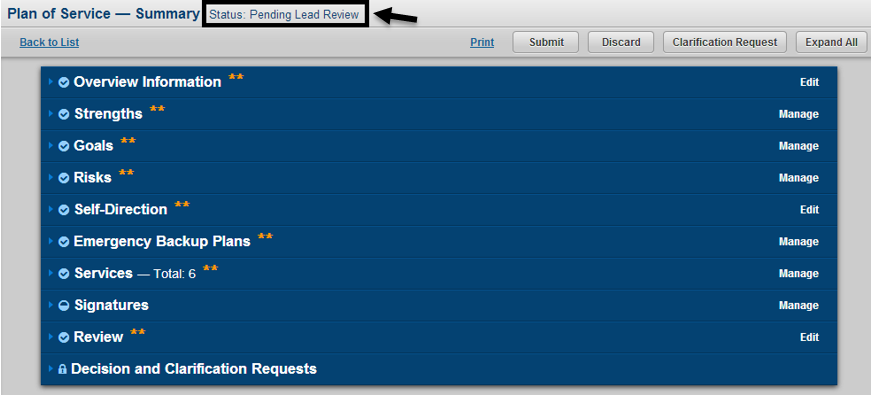 Plan of Service — Summary Status: Pending Lead Review
Back to List Print Submit Discard Clarification Request Expand All
Overview Information ** Edit
Strengths ** Manage
Goals ** Manage
Risks ** Manage
Self-Direction ** Edit
Emergency Backup Plans ** Manage
Services — Total: 6 ** Manage
Signatures Manage
Review ** Edit
Decision and Clarification Requests